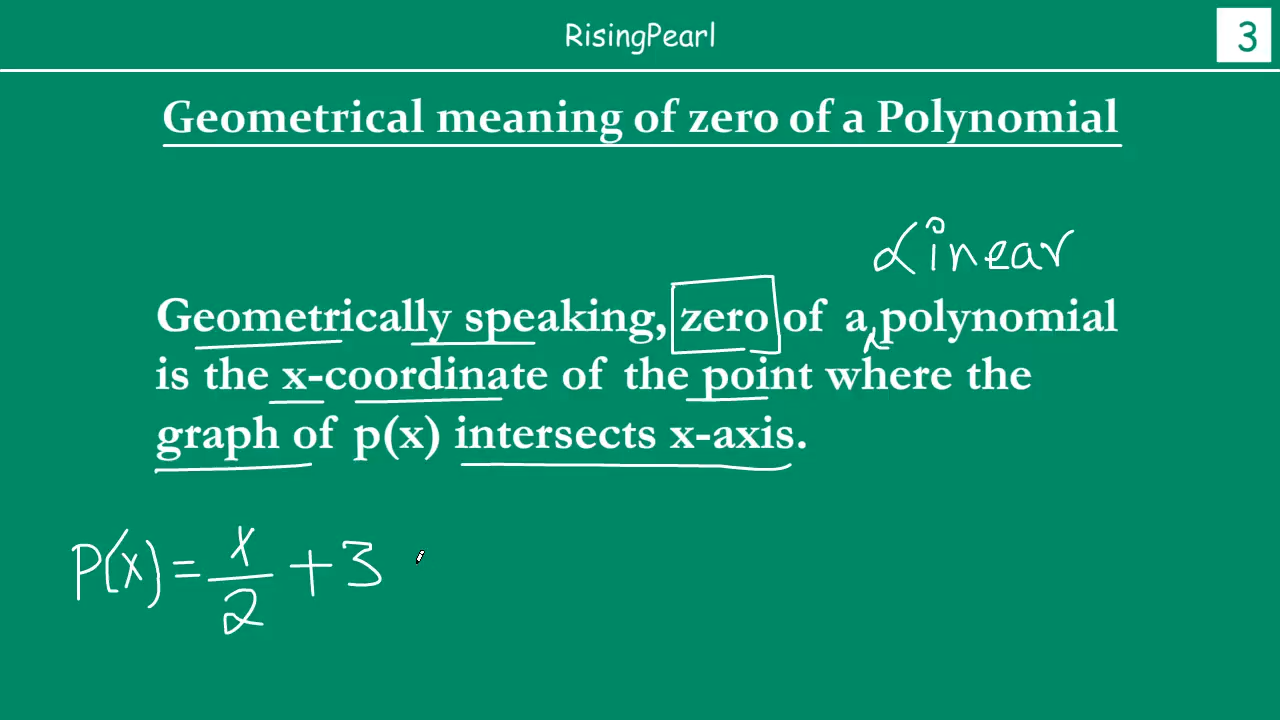 RisingPearl
3
Geometrical meaning of zero of a Polynomial
Linear
Geometrically speaking, zero of a polynomial
is the x-coordinate of the point where the
graph of p(x) intersects x-axis.
P(x) = x/2 + 3